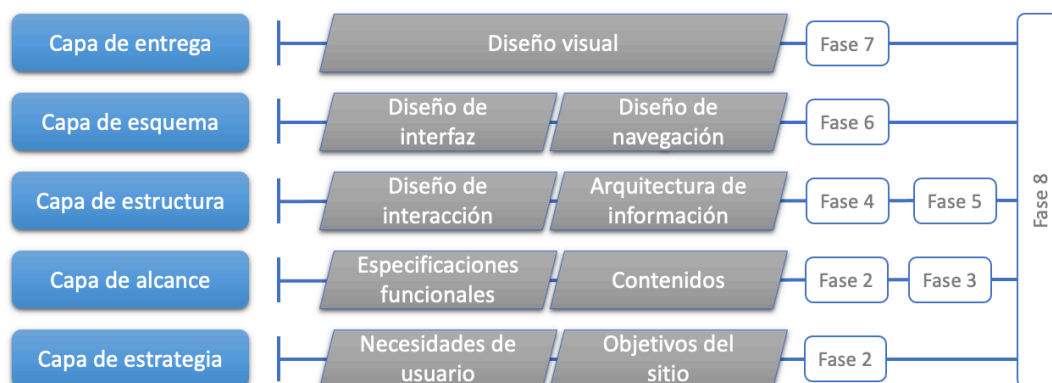 Capa de entrega
Diseño visual
Fase 7
Capa de esquema
Diseño de
interfaz
Diseño de
navegación
Fase 6
Capa de estructura
Diseño de
interacción
Arquitectura de
información
Fase 4
Fase 5
Capa de alcance
Especificaciones
funcionales
Contenidos
Fase 2
Fase 3
Capa de estrategia
Necesidades de
usuario
Objetivos del
sitio
Fase 2
Fase 8